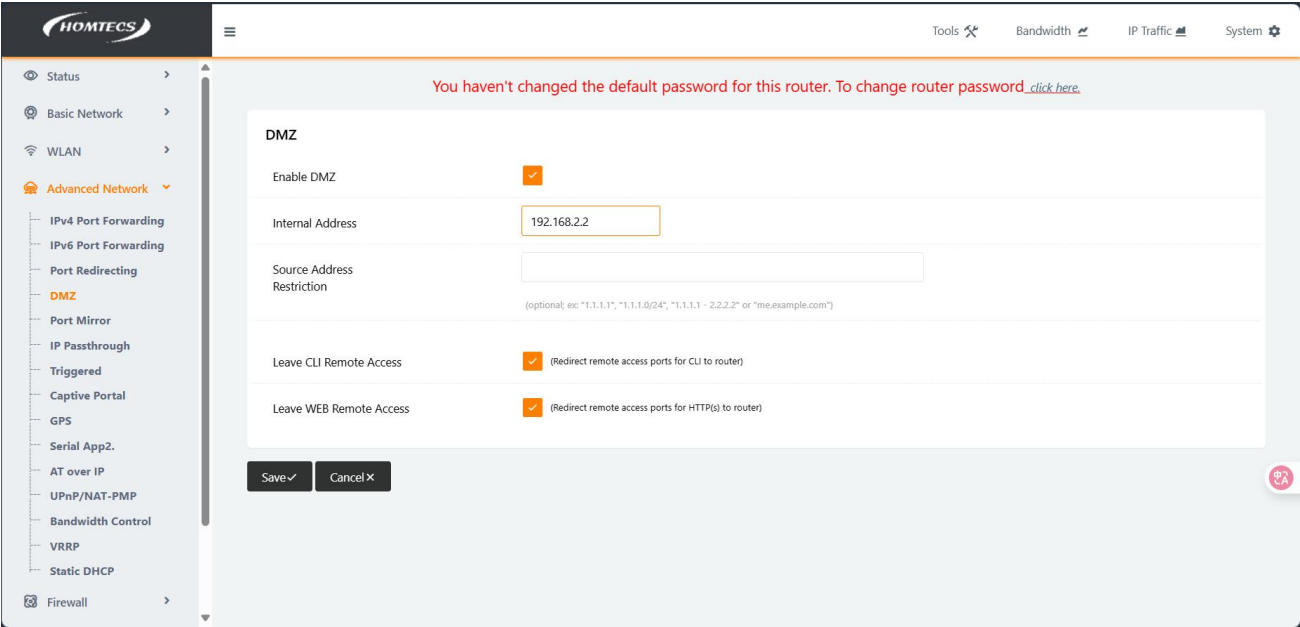 HOMTECS
Tools
Bandwidth
IP Traffic
System
Status
Basic Network
WLAN
Advanced Network
IPv4 Port Forwarding
IPv6 Port Forwarding
Port Redirecting
DMZ
Port Mirror
IP Passthrough
Triggered
Captive Portal
GPS
Serial App2.
AT over IP
UPnP/NAT-PMP
Bandwidth Control
VRRP
Static DHCP
Firewall
You haven't changed the default password for this router. To change router password click here.
DMZ
Enable DMZ
Internal Address
192.168.2.2
Source Address
Restriction
(optional; ex: "1.1.1.1", "1.1.1.0/24", "1.1.1.1 - 2.2.2.2" or "me.example.com")
Leave CLI Remote Access
(Redirect remote access ports for CLI to router)
Leave WEB Remote Access
(Redirect remote access ports for HTTP(s) to router)
Save
Cancel
中A